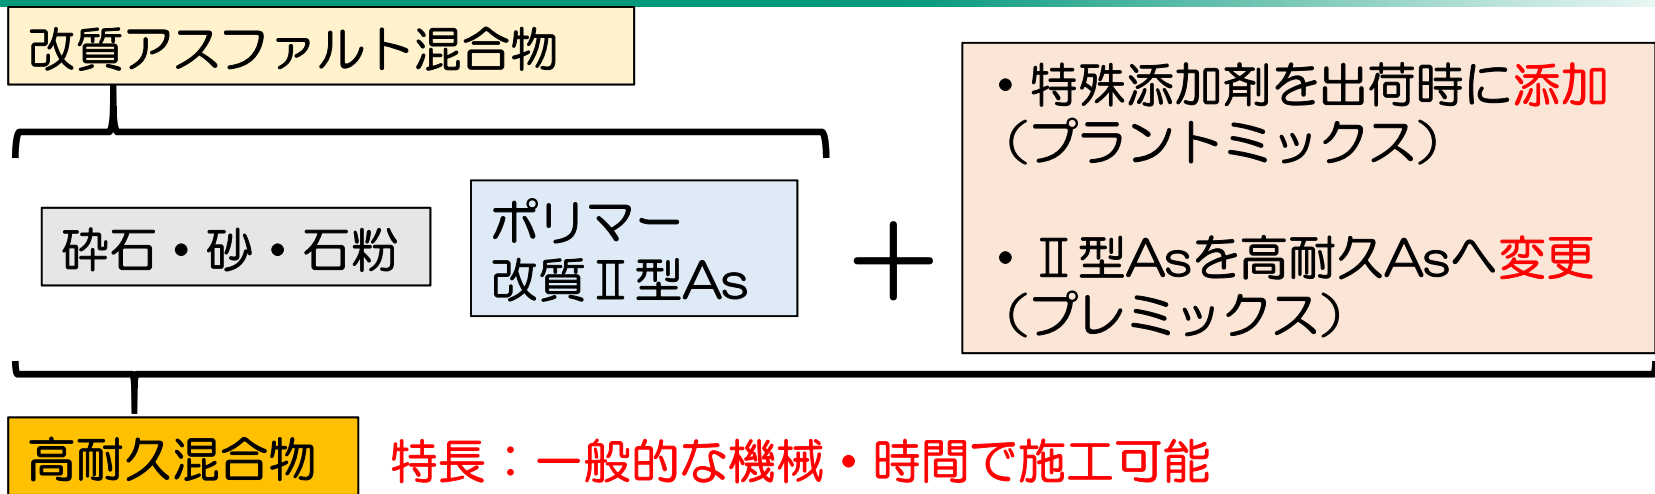 改質アスファルト混合物
砕石・砂・石粉
ポリマー
改質Ⅱ型As
＋
・特殊添加剤を出荷時に添加
（プラントミックス）
・Ⅱ型Asを高耐久Asへ変更
（プレミックス）
高耐久混合物
特長：一般的な機械・時間で施工可能